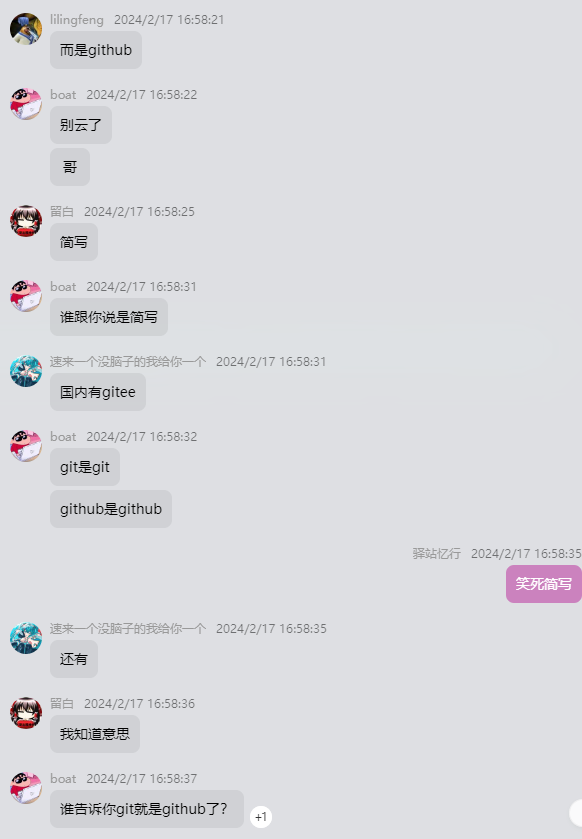 lilingfeng 2024/2/17 16:58:21
而是github
boat 2024/2/17 16:58:22
别云了
哥
留白 2024/2/17 16:58:25
简写
boat 2024/2/17 16:58:31
谁跟你说是简写
速来一个没脑子的我给你一个 2024/2/17 16:58:31
国内有gitee
boat 2024/2/17 16:58:32
git是git
github是github
驿站忆行 2024/2/17 16:58:35
笑死简写
速来一个没脑子的我给你一个 2024/2/17 16:58:35
还有
留白 2024/2/17 16:58:36
我知道意思
boat 2024/2/17 16:58:37
谁告诉你git就是github了？
+1